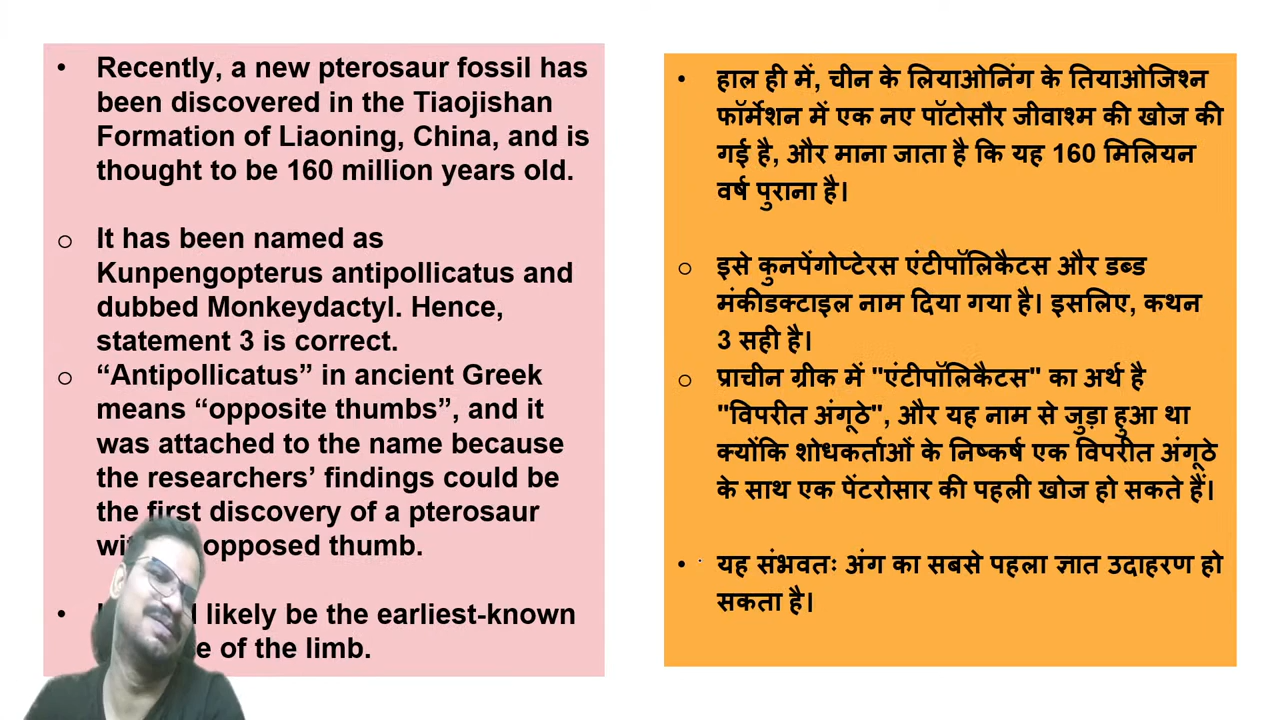 • Recently, a new pterosaur fossil has
been discovered in the Tiaojishan
Formation of Liaoning, China, and is
thought to be 160 million years old.
o It has been named as
Kunpengopterus antipollicatus and
dubbed Monkeydactyl. Hence,
statement 3 is correct.
o “Antipollicatus” in ancient Greek
means “opposite thumbs”, and it
was attached to the name because
the researchers’ findings could be
the first discovery of a pterosaur
opposed thumb.
• likely be the earliest-known
of the limb.
• हाल ही में, चीन के लियाओनिंग के तियाओजिश्न
फॉर्मेशन में एक नए पॉटोसौर जीवाश्म की खोज की
गई है, और माना जाता है कि यह 160 मिलियन
वर्ष पुराना है।
o इसे कुनपेंगोप्टेरस एंटीपॉलिकैटस और डब्ड
मंकीडक्टाइल नाम दिया गया है। इसलिए, कथन
3 सही है।
o प्राचीन ग्रीक में "एंटीपॉलिकैटस" का अर्थ है
"विपरीत अंगूठे", और यह नाम से जुड़ा हुआ था
क्योंकि शोधकर्ताओं के निष्कर्ष एक विपरीत अंगूठे
के साथ एक पेंटरोसार की पहली खोज हो सकते हैं।
• यह संभवतः अंग का सबसे पहला ज्ञात उदाहरण हो
सकता है।